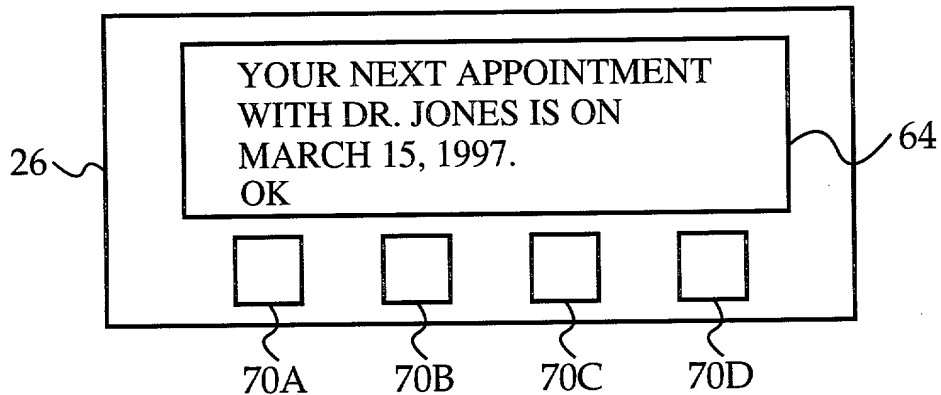 YOUR NEXT APPOINTMENT
WITH DR. JONES IS ON
MARCH 15, 1997.
OK
26
64
70A 70B 70C 70D